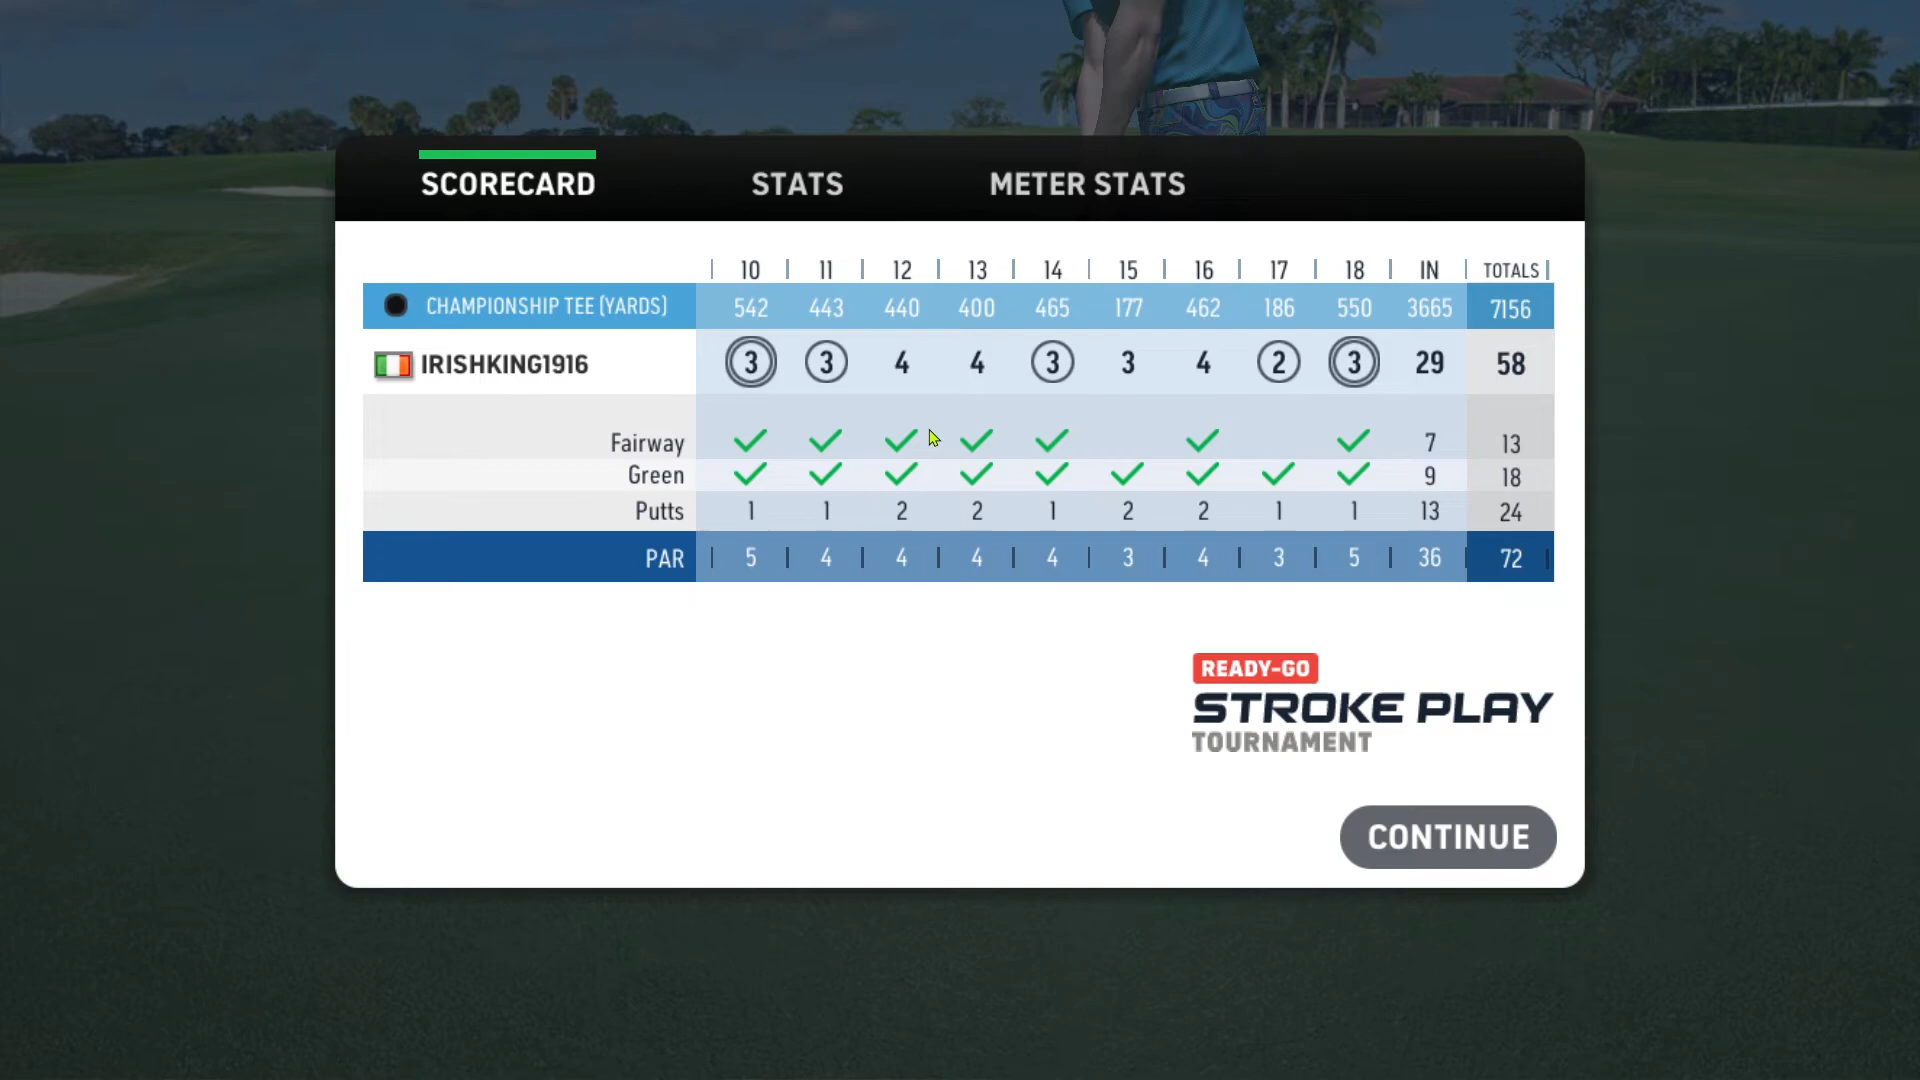 SCORECARD STATS METER STATS
10 11 12 13 14 15 16 17 18 IN TOTALS
CHAMPIONSHIP TEE (YARDS) 542 443 440 400 465 177 462 186 550 3665 7156
IRISHKING1916 3 3 4 4 3 3 4 2 3 29 58
Fairway 7 13
Green 9 18
Putts 1 1 2 2 1 2 2 1 1 13 24
PAR 5 4 4 4 4 3 4 3 5 36 72
READY-GO
STROKE PLAY
TOURNAMENT
CONTINUE